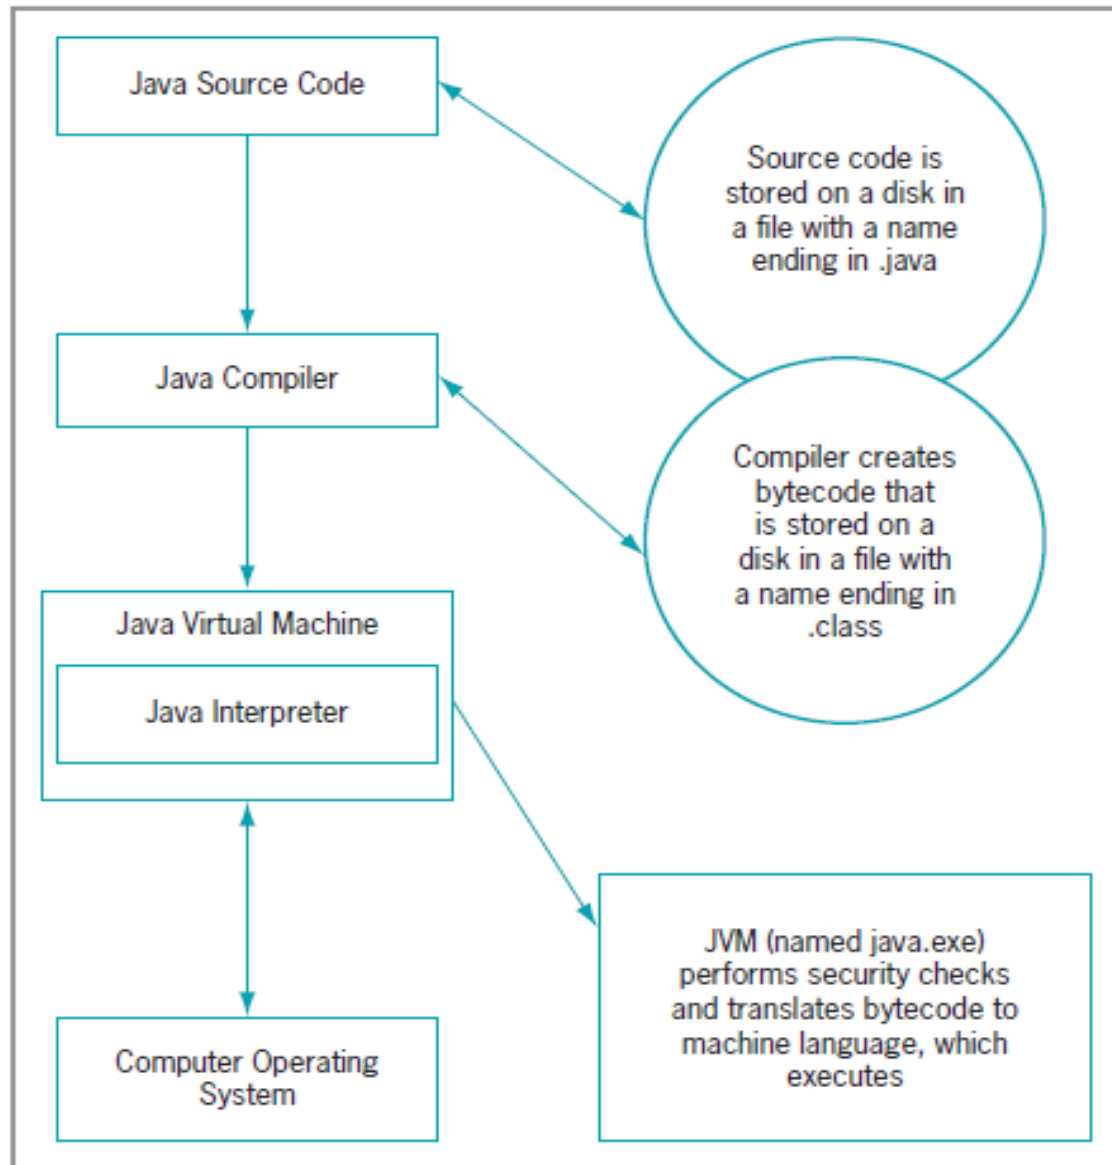 Java Source Code
Source code is
stored on a disk in
a file with a name
ending in .java
Java Compiler
Compiler creates
bytecode that
is stored on a
disk in a file with
a name ending in
.class
Java Virtual Machine
Java Interpreter
JVM (named java.exe)
performs security checks
and translates bytecode to
machine language, which
executes
Computer Operating
System